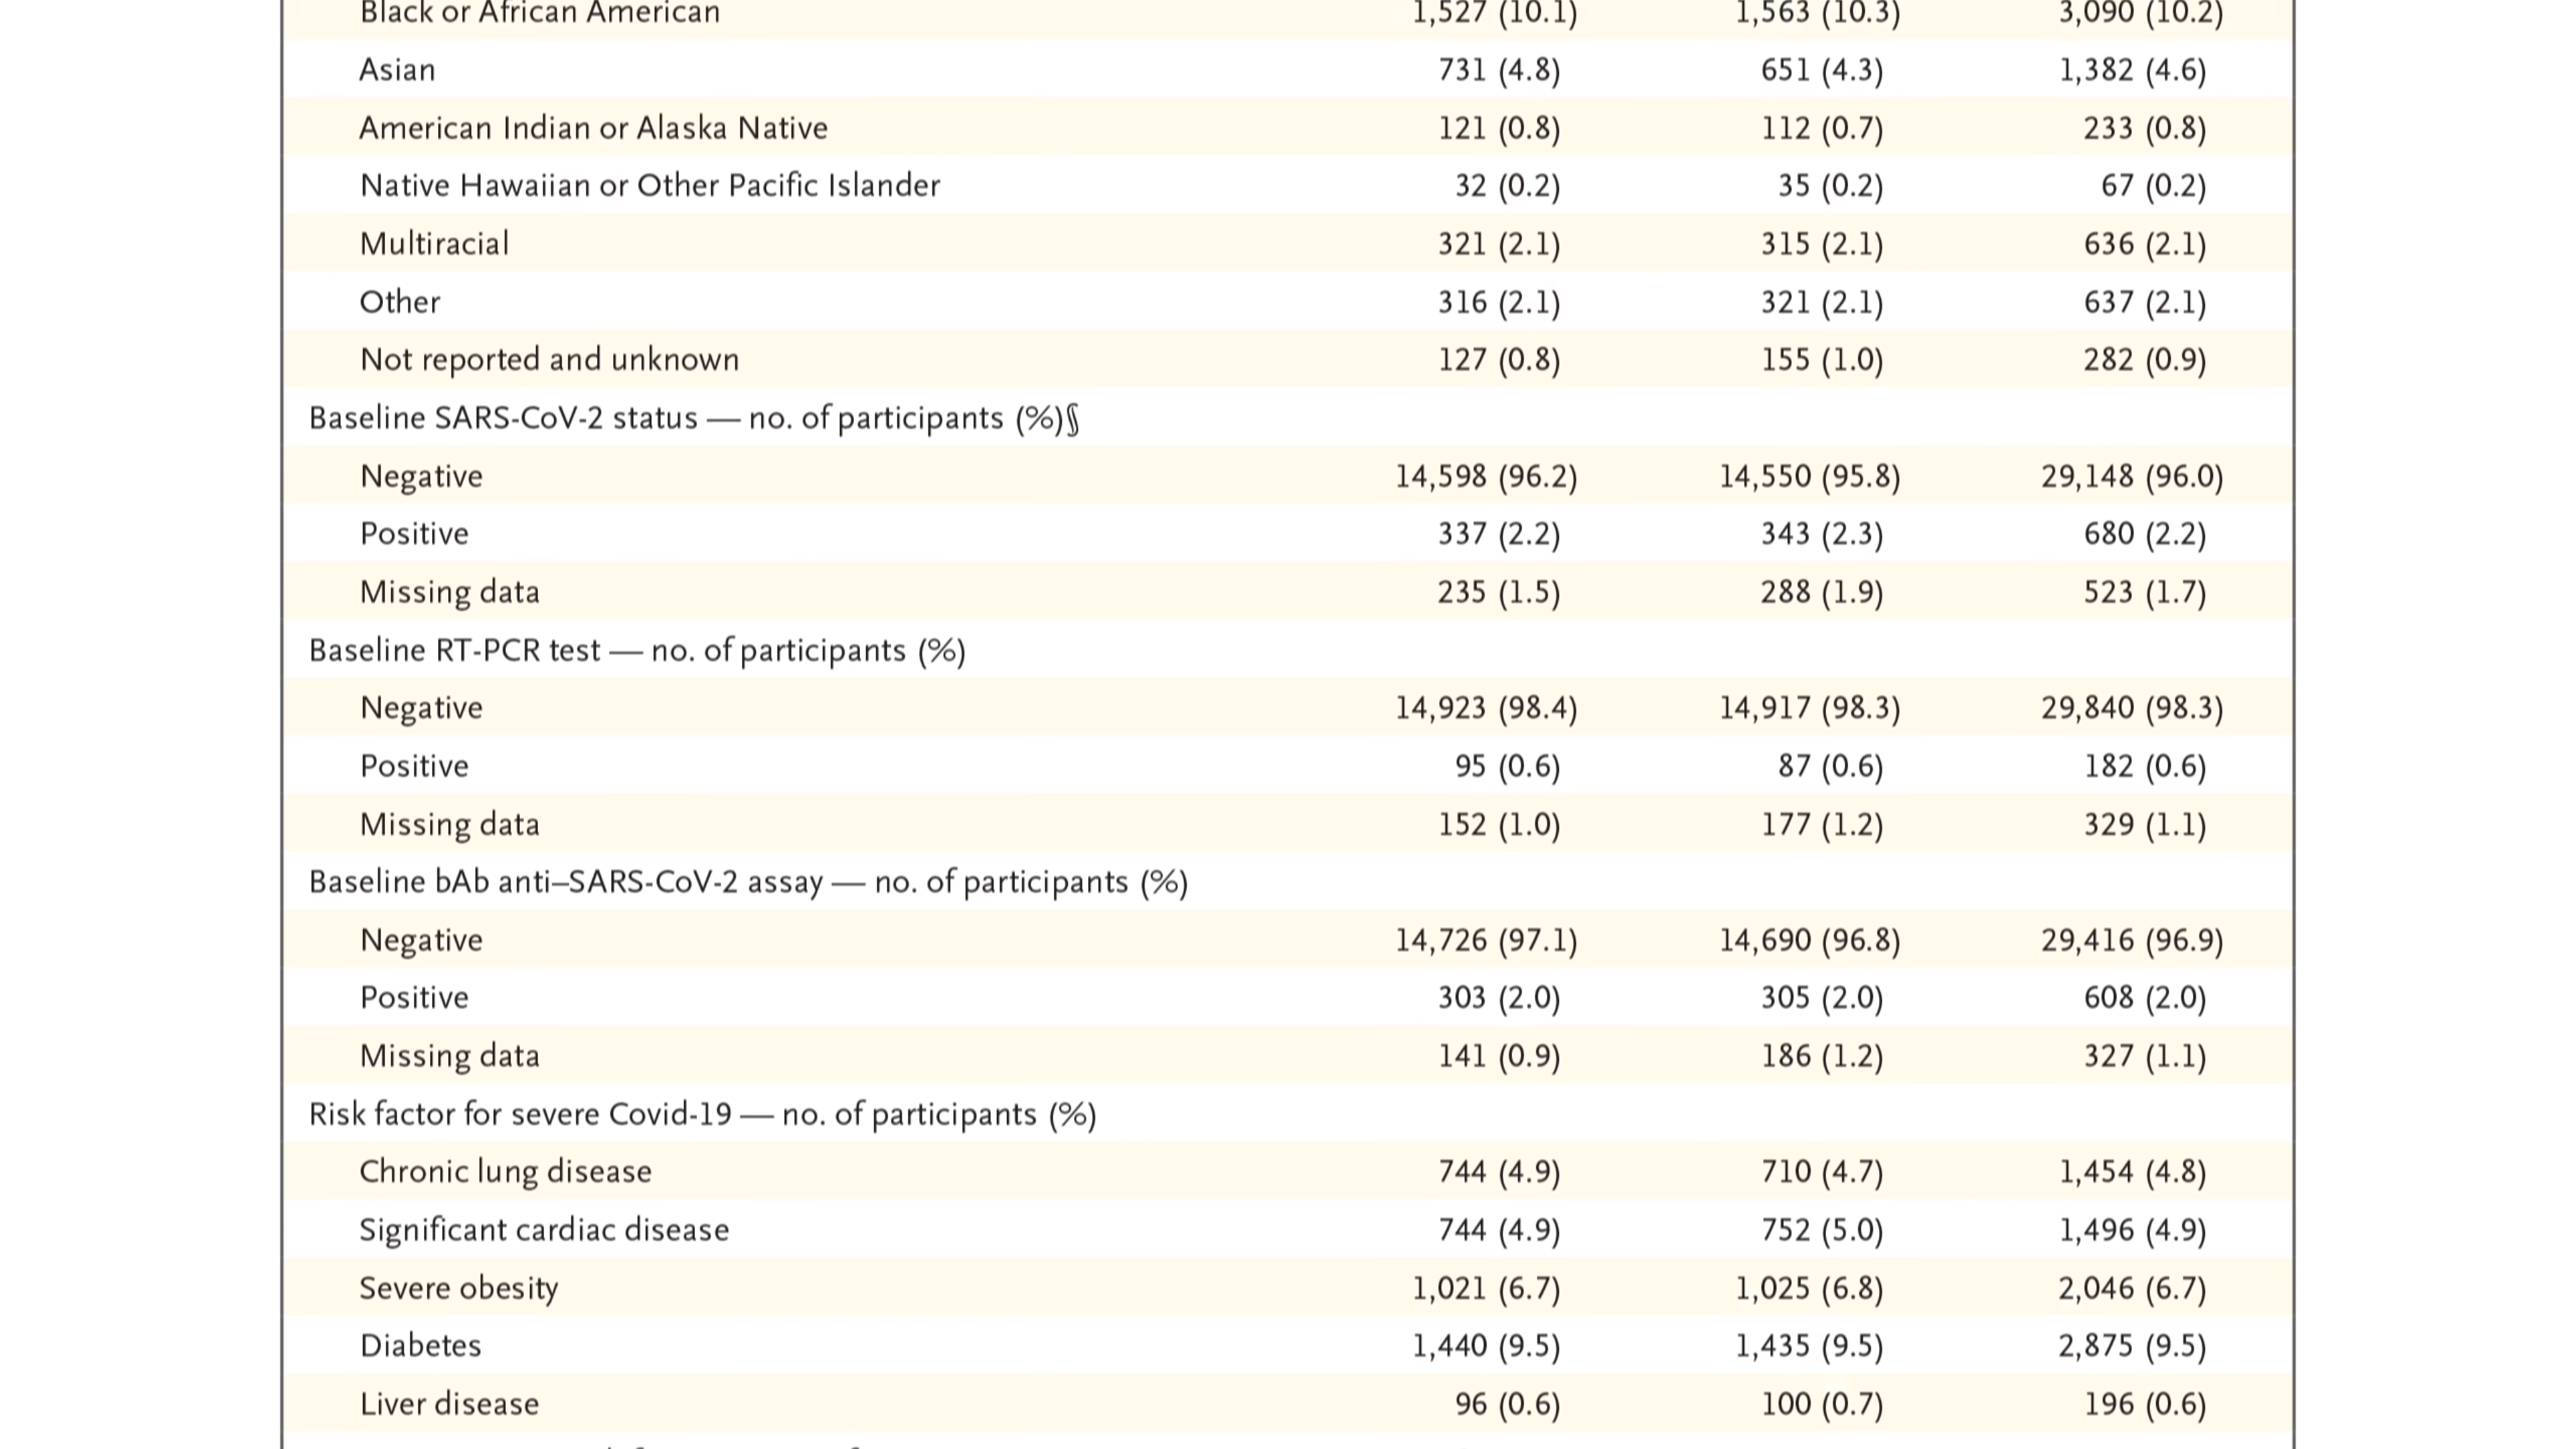 Black or African American 1,527 (10.1) 1,563 (10.3) 3,090 (10.2)
Asian 731 (4.8) 651 (4.3) 1,382 (4.6)
American Indian or Alaska Native 121 (0.8) 112 (0.7) 233 (0.8)
Native Hawaiian or Other Pacific Islander 32 (0.2) 35 (0.2) 67 (0.2)
Multiracial 321 (2.1) 315 (2.1) 636 (2.1)
Other 316 (2.1) 321 (2.1) 637 (2.1)
Not reported and unknown 127 (0.8) 155 (1.0) 282 (0.9)
Baseline SARS-CoV-2 status — no. of participants (%)§
Negative 14,598 (96.2) 14,550 (95.8) 29,148 (96.0)
Positive 337 (2.2) 343 (2.3) 680 (2.2)
Missing data 235 (1.5) 288 (1.9) 523 (1.7)
Baseline RT-PCR test — no. of participants (%)
Negative 14,923 (98.4) 14,917 (98.3) 29,840 (98.3)
Positive 95 (0.6) 87 (0.6) 182 (0.6)
Missing data 152 (1.0) 177 (1.2) 329 (1.1)
Baseline bAb anti–SARS-CoV-2 assay — no. of participants (%)
Negative 14,726 (97.1) 14,690 (96.8) 29,416 (96.9)
Positive 303 (2.0) 305 (2.0) 608 (2.0)
Missing data 141 (0.9) 186 (1.2) 327 (1.1)
Risk factor for severe Covid-19 — no. of participants (%)
Chronic lung disease 744 (4.9) 710 (4.7) 1,454 (4.8)
Significant cardiac disease 744 (4.9) 752 (5.0) 1,496 (4.9)
Severe obesity 1,021 (6.7) 1,025 (6.8) 2,046 (6.7)
Diabetes 1,440 (9.5) 1,435 (9.5) 2,875 (9.5)
Liver disease 96 (0.6) 100 (0.7) 196 (0.6)